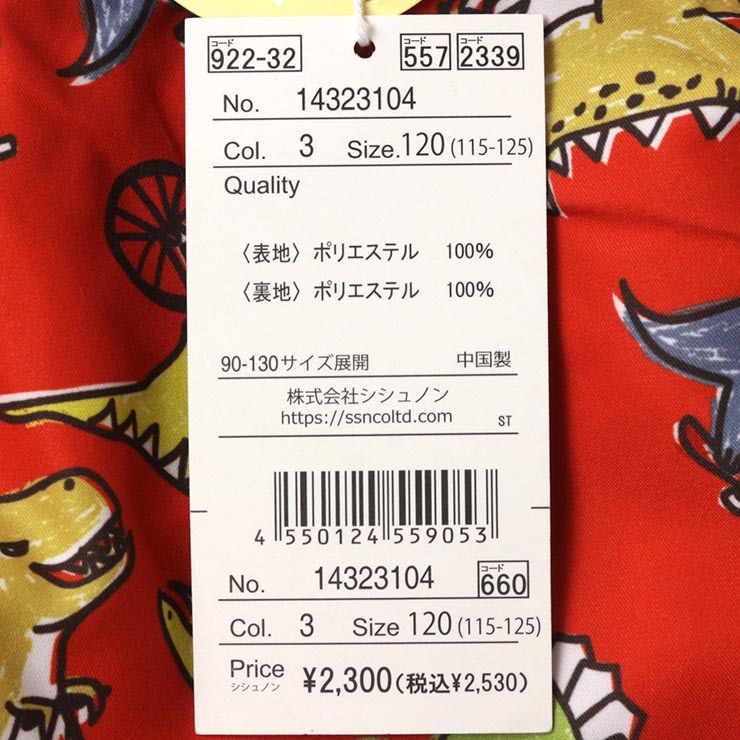 コード コード コード
922-32 557 2339
No. 14323104
Col. 3 Size.120(115-125)
Quality
〈表地〉ポリエステル 100%
〈裏地〉ポリエステル 100%
90-130サイズ展開 中国製
株式会社シシュノン
https://ssncoltd.com ST
4 550124 559053
コード
No. 14323104 660
Col. 3 Size 120(115-125)
Price
シシュノン ¥2,300(税込¥2,530)